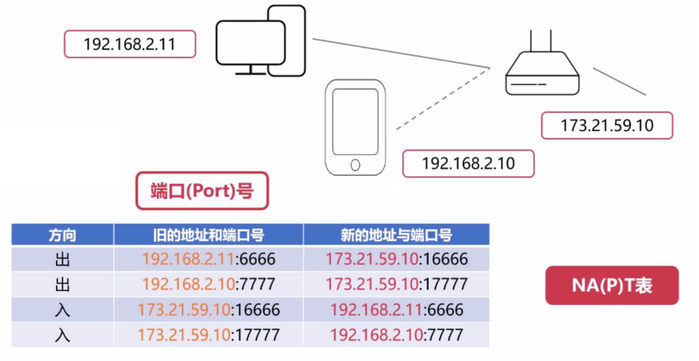 192.168.2.11
173.21.59.10
192.168.2.10
端口(Port)号
方向 旧的地址和端口号 新的地址与端口号
出 192.168.2.11:6666 173.21.59.10:16666
出 192.168.2.10:7777 173.21.59.10:17777
入 173.21.59.10:16666 192.168.2.11:6666
入 173.21.59.10:17777 192.168.2.10:7777
NA(P)T表